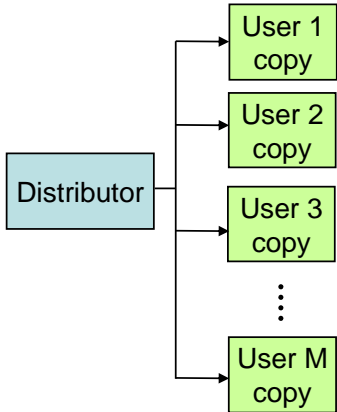 User 1
copy
User 2
copy
Distributor
User 3
copy
User M
copy